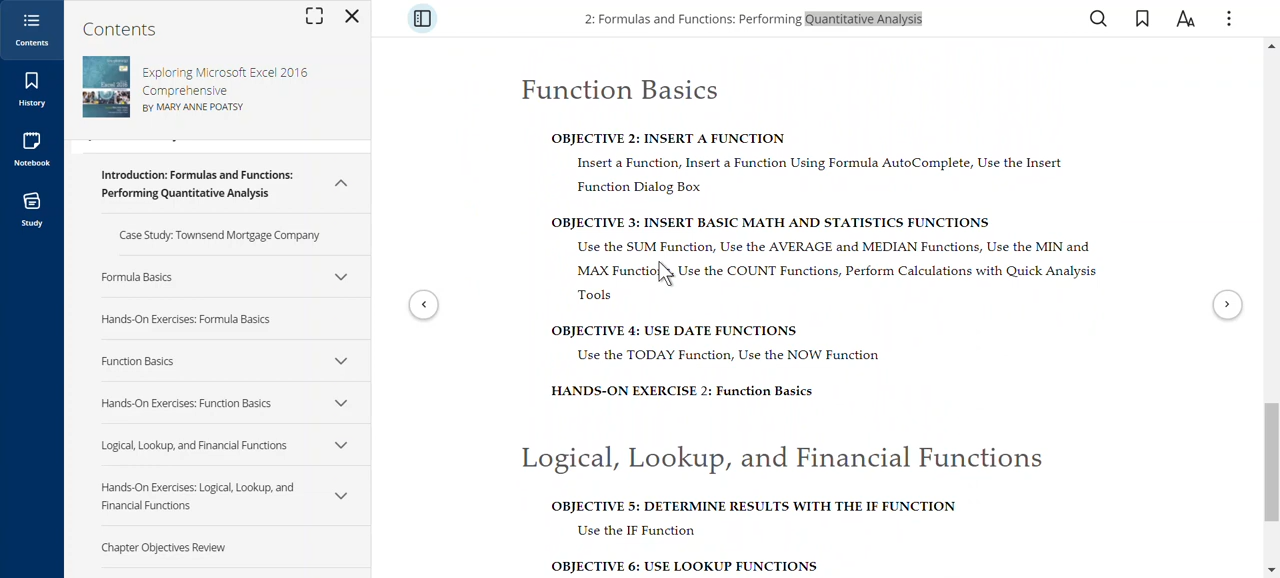 Contents
History
Notebook
Study
Contents
Exploring Microsoft Excel 2016
Comprehensive
BY MARY ANNE POATSY
Introduction: Formulas and Functions:
Performing Quantitative Analysis
Case Study: Townsend Mortgage Company
Formula Basics
Hands-On Exercises: Formula Basics
Function Basics
Hands-On Exercises: Function Basics
Logical, Lookup, and Financial Functions
Hands-On Exercises: Logical, Lookup, and
Financial Functions
Chapter Objectives Review
2: Formulas and Functions: Performing Quantitative Analysis
Function Basics
OBJECTIVE 2: INSERT A FUNCTION
Insert a Function, Insert a Function Using Formula AutoComplete, Use the Insert
Function Dialog Box
OBJECTIVE 3: INSERT BASIC MATH AND STATISTICS FUNCTIONS
Use the SUM Function, Use the AVERAGE and MEDIAN Functions, Use the MIN and
MAX Functions, Use the COUNT Functions, Perform Calculations with Quick Analysis
Tools
OBJECTIVE 4: USE DATE FUNCTIONS
Use the TODAY Function, Use the NOW Function
HANDS-ON EXERCISE 2: Function Basics
Logical, Lookup, and Financial Functions
OBJECTIVE 5: DETERMINE RESULTS WITH THE IF FUNCTION
Use the IF Function
OBJECTIVE 6: USE LOOKUP FUNCTIONS